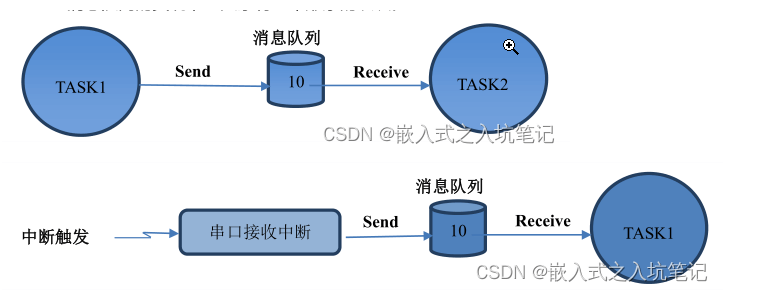 消息队列
TASK1
Send
10
Receive
TASK2
CSDN @嵌入式之入坑笔记
消息队列
中断触发
串口接收中断
Send
10
Receive
TASK1
CSDN @嵌入式之入坑笔记